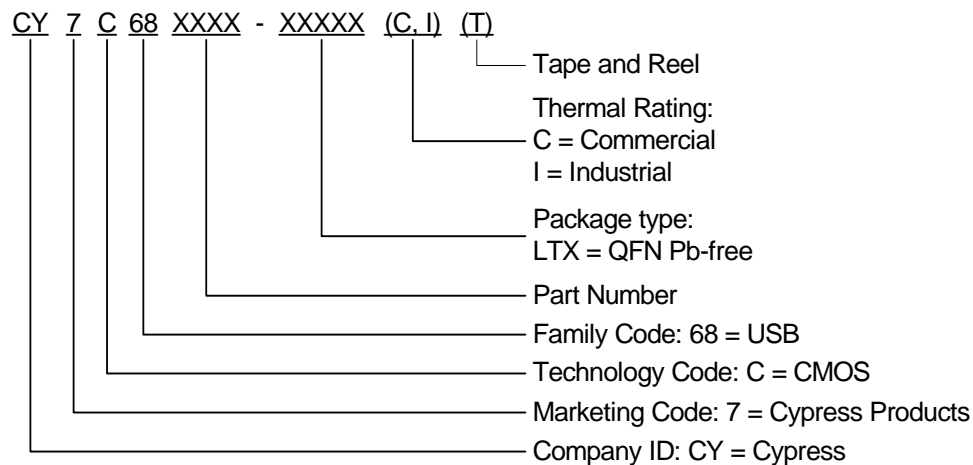 CY 7 C 68 XXXX - XXXXX (C, I) (T)
Tape and Reel
Thermal Rating:
C = Commercial
I = Industrial
Package type:
LTX = QFN Pb-free
Part Number
Family Code: 68 = USB
Technology Code: C = CMOS
Marketing Code: 7 = Cypress Products
Company ID: CY = Cypress